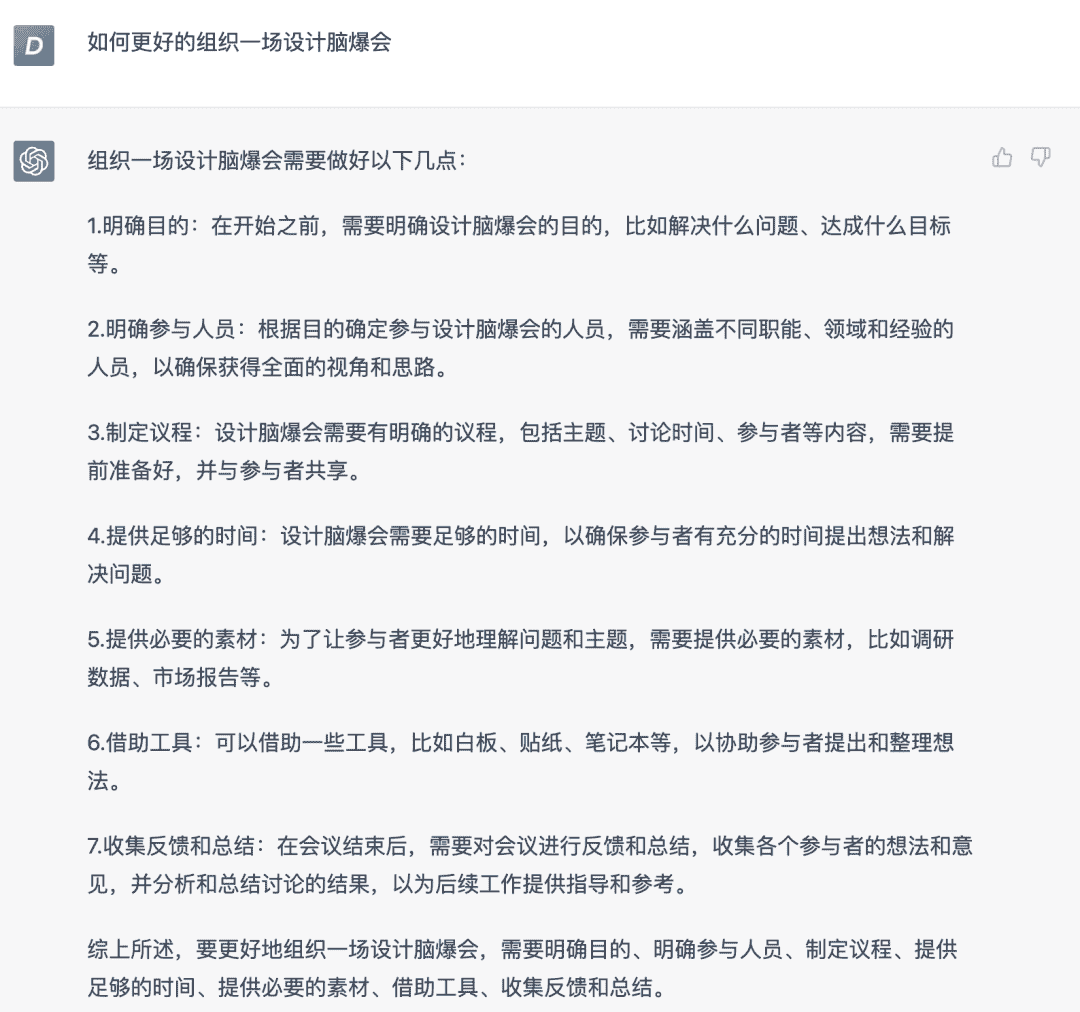 D
如何更好的组织一场设计脑爆会
组织一场设计脑爆会需要做好以下几点：
1.明确目的：在开始之前，需要明确设计脑爆会的目的，比如解决什么问题、达成什么目标
等。
2.明确参与人员：根据目的确定参与设计脑爆会的人员，需要涵盖不同职能、领域和经验的
人员，以确保获得全面的视角和思路。
3.制定议程：设计脑爆会需要有明确的议程，包括主题、讨论时间、参与者等内容，需要提
前准备好，并与参与者共享。
4.提供足够的时间：设计脑爆会需要足够的时间，以确保参与者有充分的时间提出想法和解
决问题。
5.提供必要的素材：为了让参与者更好地理解问题和主题，需要提供必要的素材，比如调研
数据、市场报告等。
6.借助工具：可以借助一些工具，比如白板、贴纸、笔记本等，以协助参与者提出和整理想
法。
7.收集反馈和总结：在会议结束后，需要对会议进行反馈和总结，收集各个参与者的想法和意
见，并分析和总结讨论的结果，以为后续工作提供指导和参考。
综上所述，要更好地组织一场设计脑爆会，需要明确目的、明确参与人员、制定议程、提供
足够的时间、提供必要的素材、借助工具、收集反馈和总结。